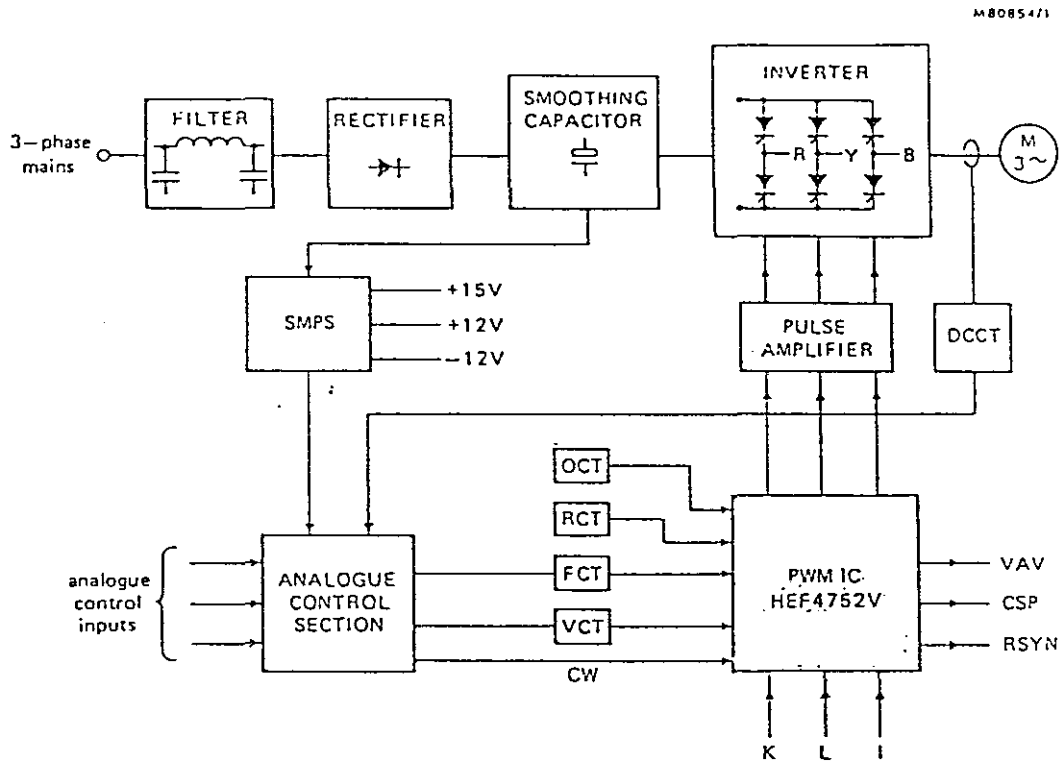 M80854/1
INVERTER
SMOOTHING
CAPACITOR
FILTER
RECTIFIER
3-phase
mains
R Y B
M
3~
SMPS
+15V
+12V
-12V
PULSE
AMPLIFIER
DCCT
OCT
RCT
FCT
VCT
CW
analogue
control
inputs
ANALOGUE
CONTROL
SECTION
PWM IC
HEF4752V
VAV
CSP
RSYN
K L I